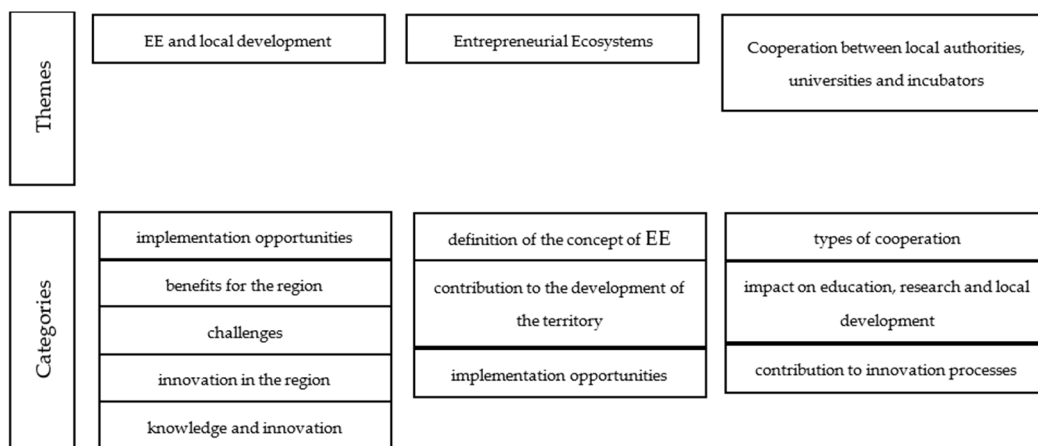 Themes
EE and local development
Entrepreneurial Ecosystems
Cooperation between local authorities,
universities and incubators
Categories
implementation opportunities
benefits for the region
challenges
innovation in the region
knowledge and innovation
definition of the concept of EE
contribution to the development of
the territory
implementation opportunities
types of cooperation
impact on education, research and local
development
contribution to innovation processes